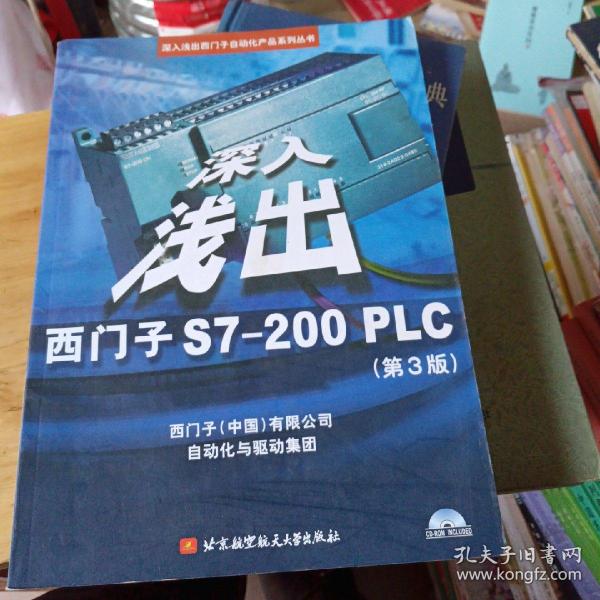 深入浅出西门子自动化产品系列丛书
典
深入
浅出
西门子 S7-200 PLC
(第3版)
西门子(中国)有限公司
自动化与驱动集团
CD-ROM INCLUDED
北京航空航天大学出版社
孔夫子旧书网
www.kongfz.com